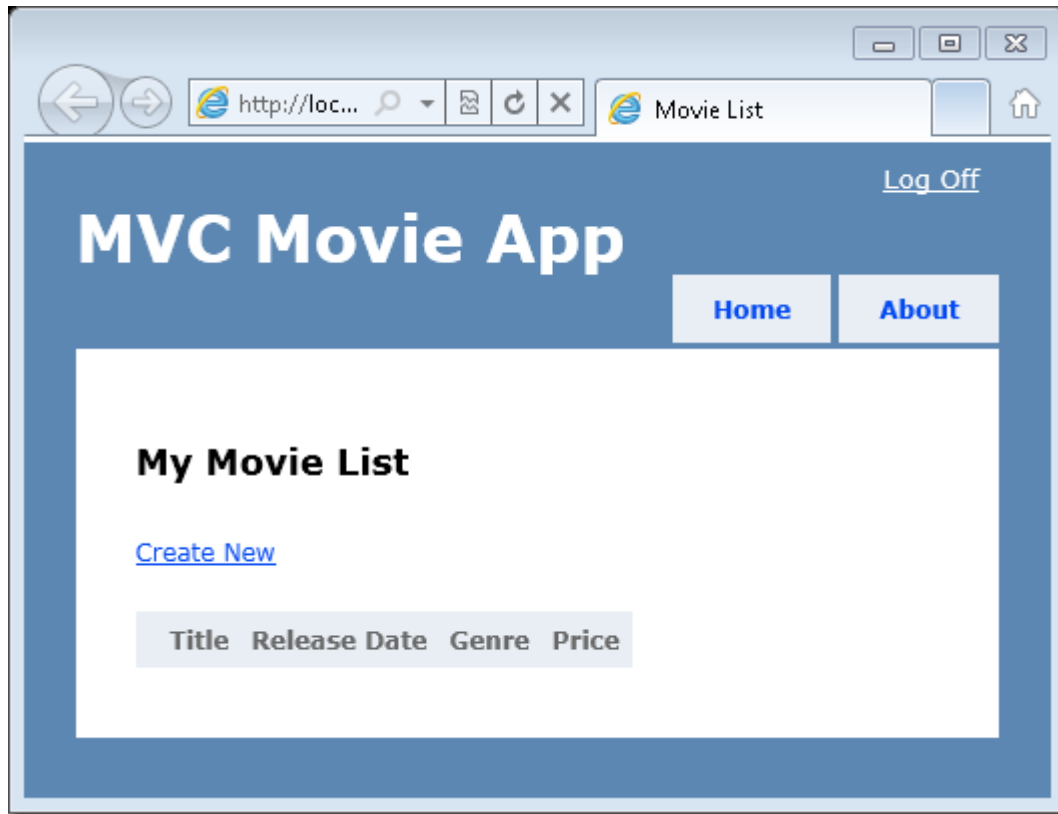 http://loc...
Movie List
Log Off
MVC Movie App
Home About
My Movie List
Create New
Title Release Date Genre Price